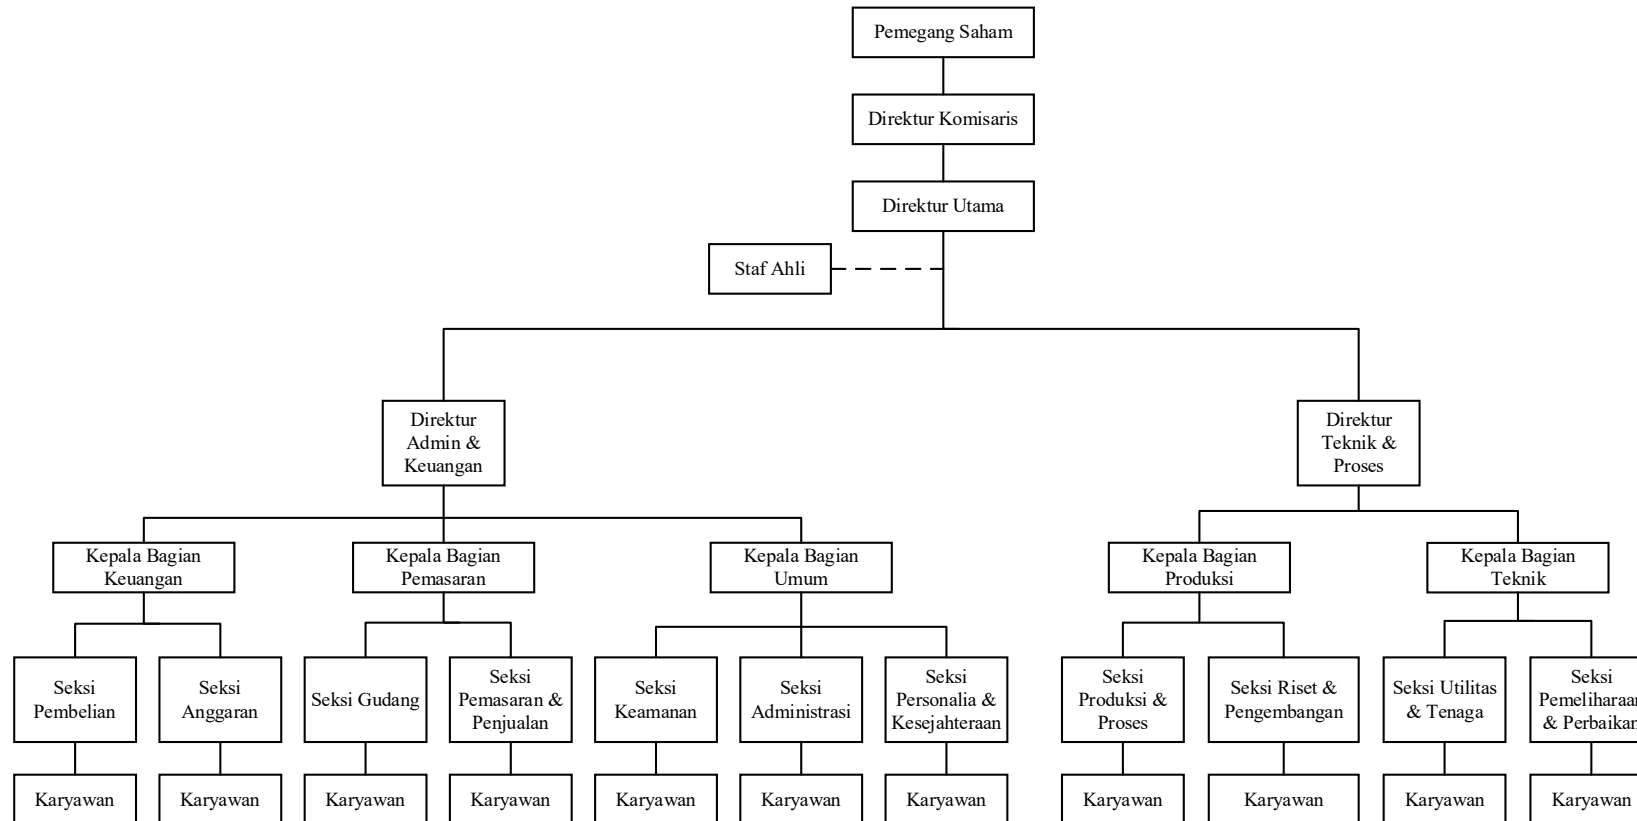 Pemegang Saham
Direktur Komisaris
Direktur Utama
Staf Ahli
Direktur
Admin &
Keuangan
Direktur
Teknik &
Proses
Kepala Bagian
Keuangan
Kepala Bagian
Pemasaran
Kepala Bagian
Umum
Kepala Bagian
Produksi
Kepala Bagian
Teknik
Seksi
Pembelian
Seksi
Anggaran
Seksi Gudang
Seksi
Pemasaran &
Penjualan
Seksi
Keamanan
Seksi
Administrasi
Seksi
Personalia &
Kesejahteraan
Seksi
Produksi &
Proses
Seksi Riset &
Pengembangan
Seksi Utilitas
& Tenaga
Seksi
Pemeliharaan
& Perbaikan
Karyawan
Karyawan
Karyawan
Karyawan
Karyawan
Karyawan
Karyawan
Karyawan
Karyawan
Karyawan
Karyawan